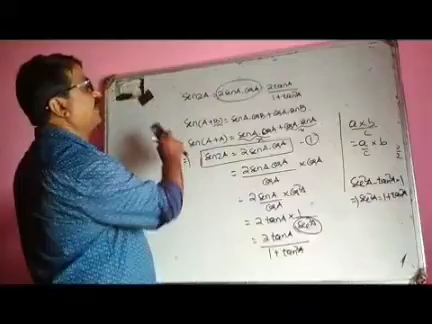 Sin2A = 2sinA.cosA = 2tanA / 1+tan²A
Sin(A+B) = SinA.cosB + cosA.sinB
Sin(A+A) = SinA.cosA + cosA.sinA
⇒ Sin2A = 2sinA.cosA —①
= 2sinA.cosA / cosA × cosA
= 2sinA / cosA × cos²A
= 2tanA × 1 / sec²A
= 2tanA / 1+tan²A
a×b / c
= a / c × b
sec²A - tan²A = 1
⇒ sec²A = 1+tan²A